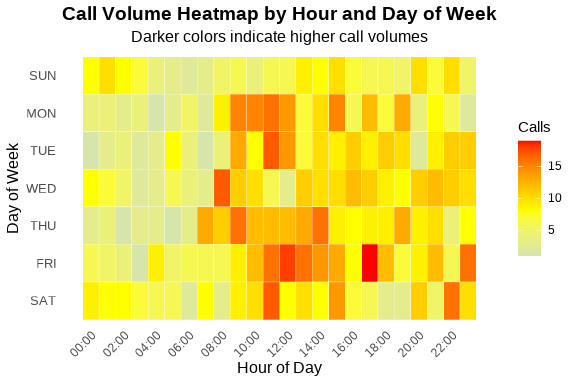 Call Volume Heatmap by Hour and Day of Week
Darker colors indicate higher call volumes
Day of Week
SUN
MON
TUE
WED
THU
FRI
SAT
00:00 02:00 04:00 06:00 08:00 10:00 12:00 14:00 16:00 18:00 20:00 22:00
Hour of Day
Calls
15
10
5